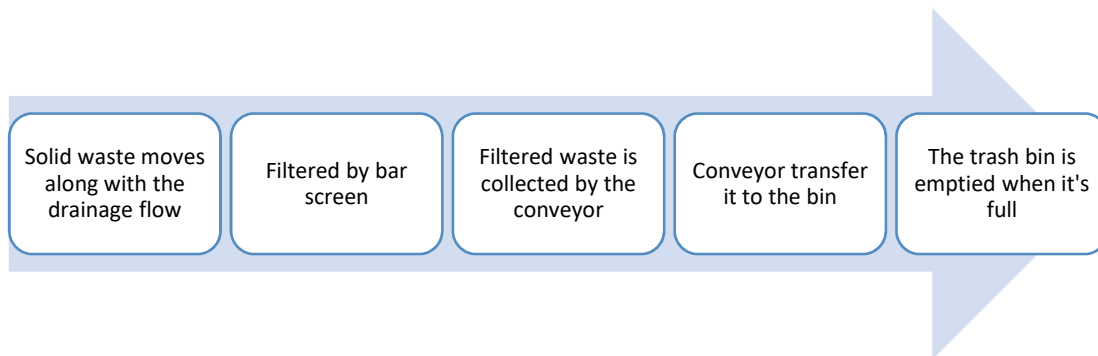 Solid waste moves
along with the
drainage flow
Filtered by bar
screen
Filtered waste is
collected by the
conveyor
Conveyor transfer
it to the bin
The trash bin is
emptied when it's
full